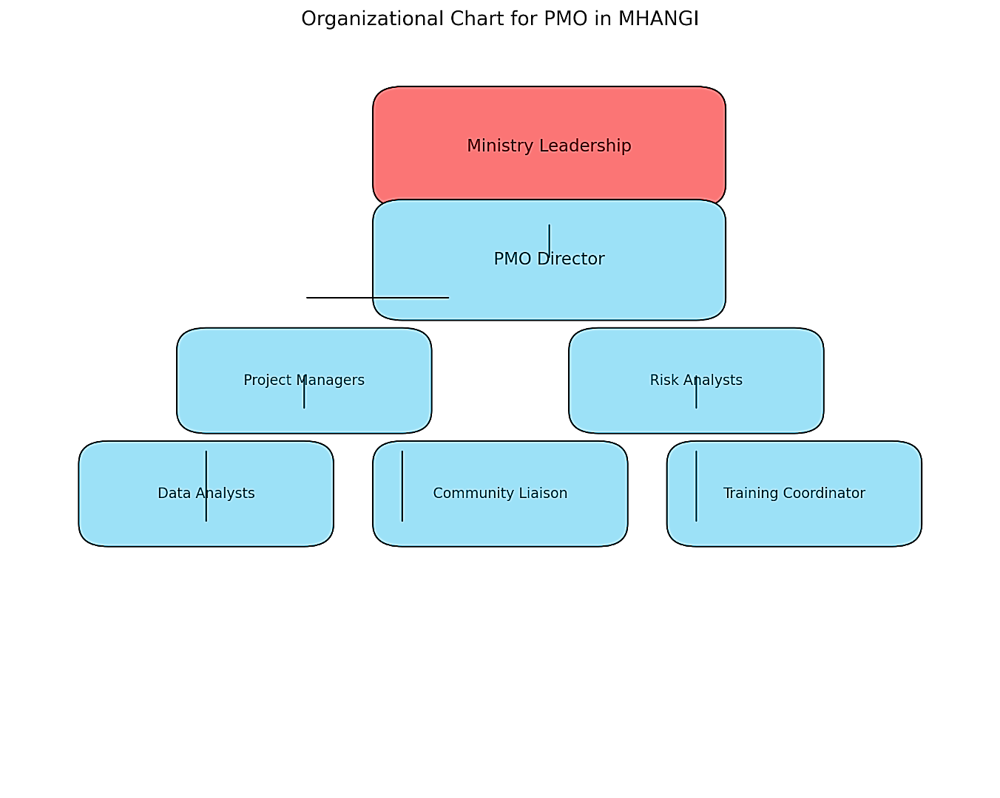 Organizational Chart for PMO in MHANGI
Ministry Leadership
PMO Director
Project Managers
Risk Analysts
Data Analysts
Community Liaison
Training Coordinator